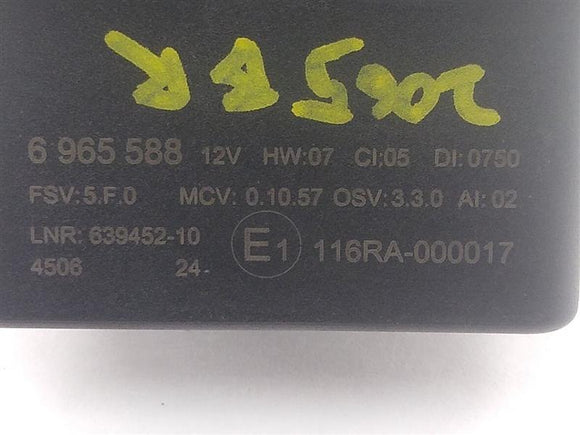 6 965 588 12V HW:07 CI;05 DI:0750
FSV:5.F.0 MCV: 0.10.57 OSV:3.3.0 AI: 02
LNR: 639452-10 E1 116RA-000017
4506 24-